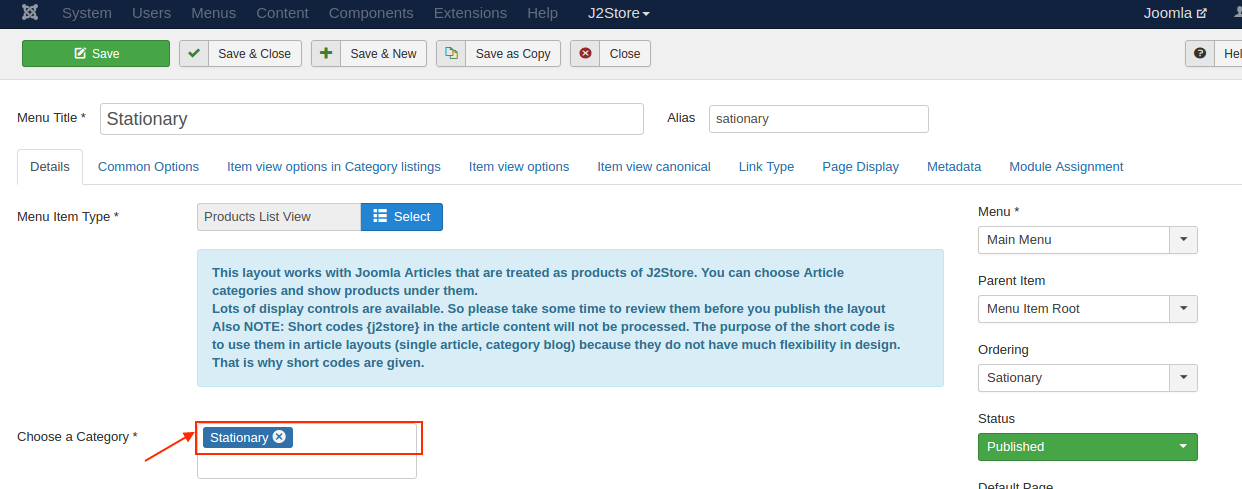 System Users Menus Content Components Extensions Help J2Store Joomla
Save Save & Close Save & New Save as Copy Close
Menu Title * Stationary Alias sationary
Details Common Options Item view options in Category listings Item view options Item view canonical Link Type Page Display Metadata Module Assignment
Menu Item Type * Products List View Select
Menu *
Main Menu
This layout works with Joomla Articles that are treated as products of J2Store. You can choose Article
categories and show products under them.
Lots of display controls are available. So please take some time to review them before you publish the layout
Also NOTE: Short codes {j2store} in the article content will not be processed. The purpose of the short code is
to use them in article layouts (single article, category blog) because they do not have much flexibility in design.
That is why short codes are given.
Parent Item
Menu Item Root
Ordering
Sationary
Choose a Category * Stationary
Status
Published
Default Page